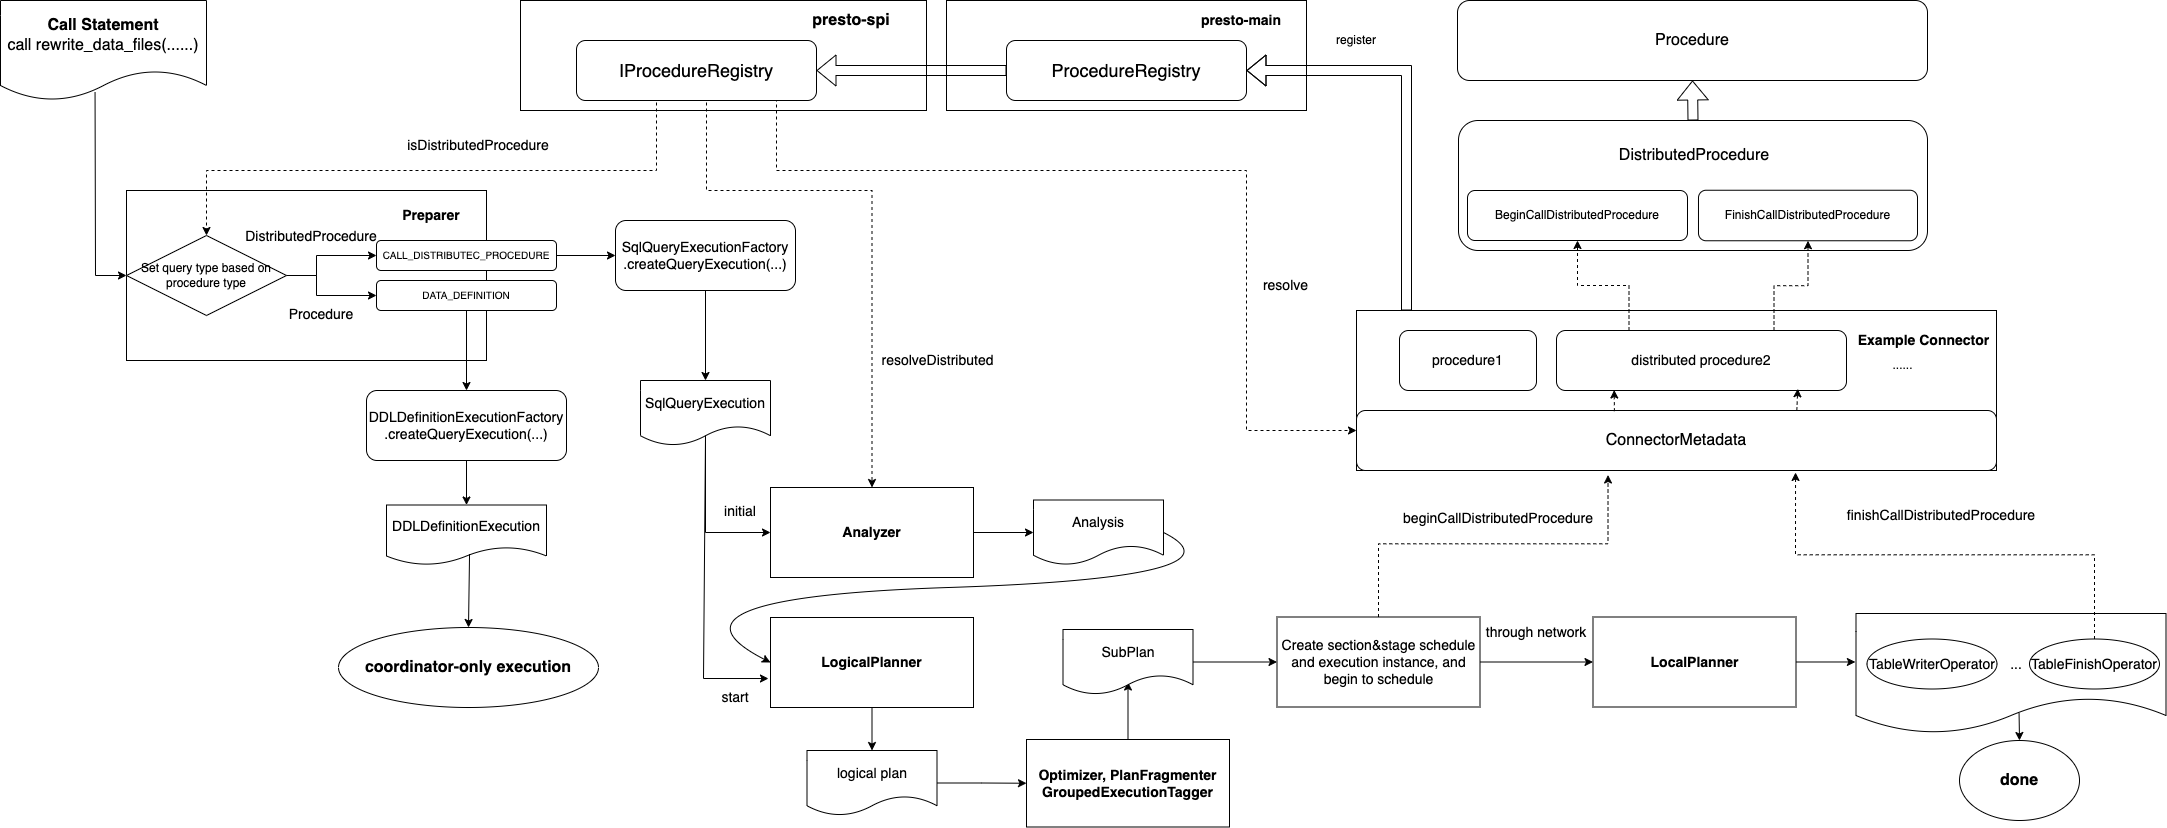 Call Statement
call rewrite_data_files(......)
presto-spi
IProcedureRegistry
presto-main
ProcedureRegistry
register
Procedure
DistributedProcedure
BeginCallDistributedProcedure
FinishCallDistributedProcedure
isDistributedProcedure
Preparer
DistributedProcedure
Set query type based on
procedure type
CALL_DISTRIBUTEC_PROCEDURE
DATA_DEFINITION
Procedure
SqlQueryExecutionFactory
.createQueryExecution(...)
resolve
resolveDistributed
Example Connector
......
procedure1
distributed procedure2
ConnectorMetadata
SqlQueryExecution
DDLDefinitionExecutionFactory
.createQueryExecution(...)
DDLDefinitionExecution
coordinator-only execution
initial
Analyzer
Analysis
beginCallDistributedProcedure
finishCallDistributedProcedure
LogicalPlanner
start
logical plan
Optimizer, PlanFragmenter
GroupedExecutionTagger
SubPlan
Create section&stage schedule
and execution instance, and
begin to schedule
through network
LocalPlanner
TableWriterOperator
...
TableFinishOperator
done